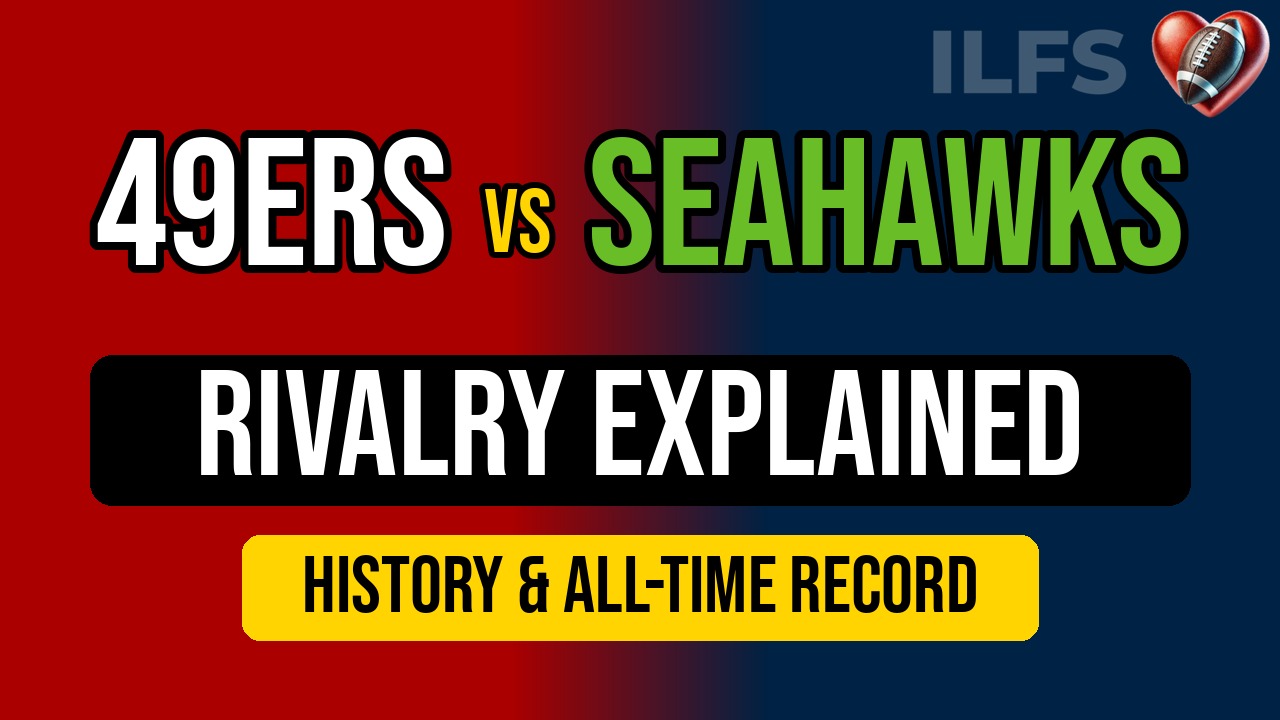 ILFS
49ERS VS SEAHAWKS
RIVALRY EXPLAINED
HISTORY & ALL-TIME RECORD